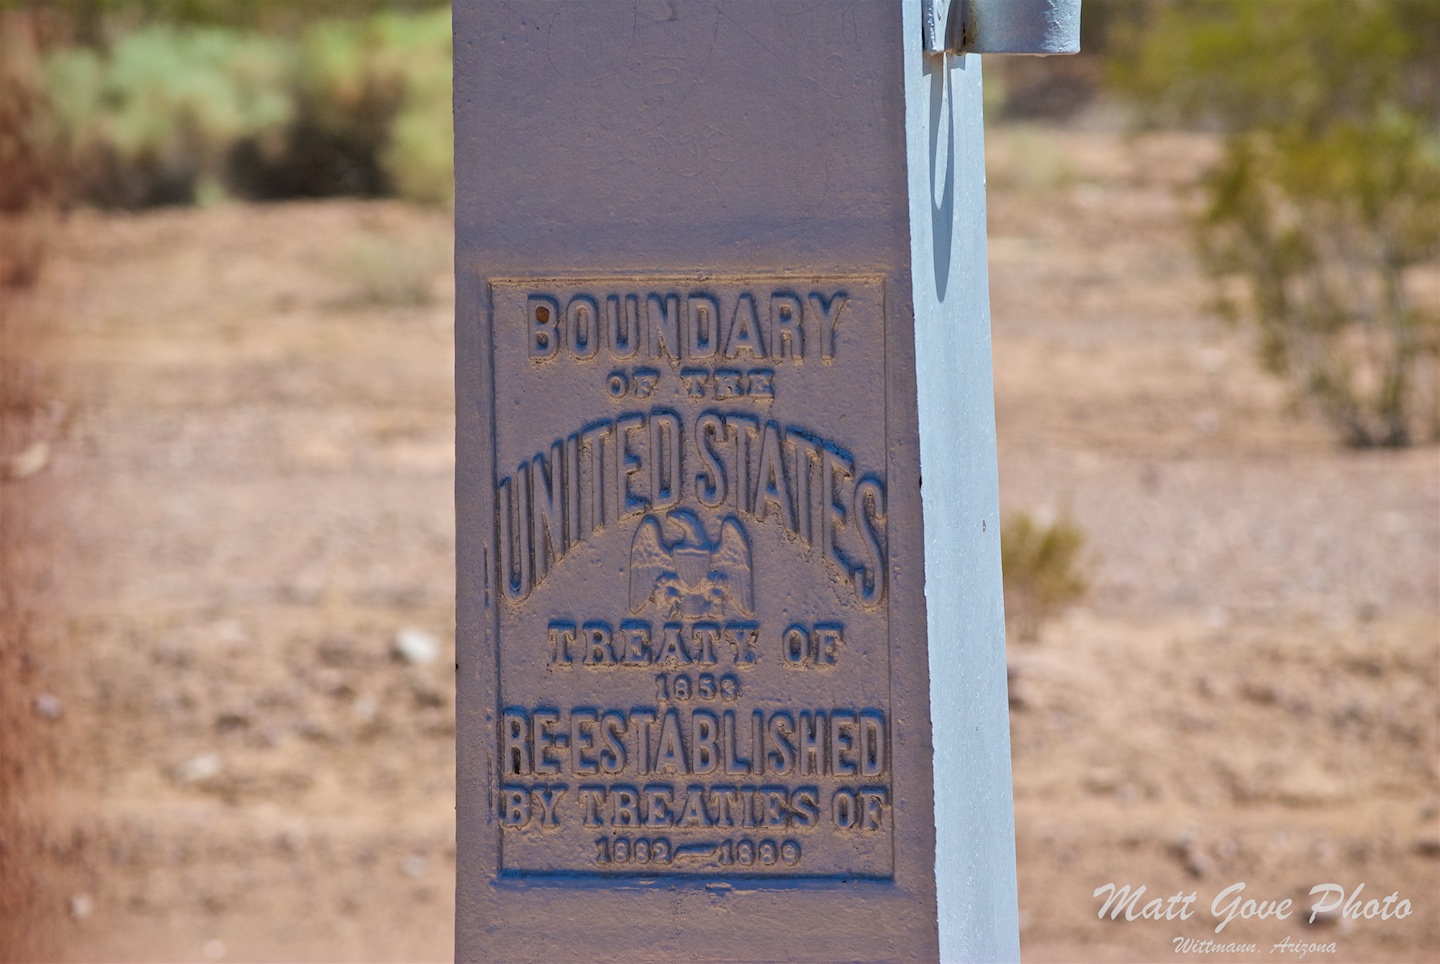 BOUNDARY
OF THE
UNITED STATES
TREATY OF
1853
RE-ESTABLISHED
BY TREATIES OF
1882—1889
Matt Gove Photo
Wittmann, Arizona